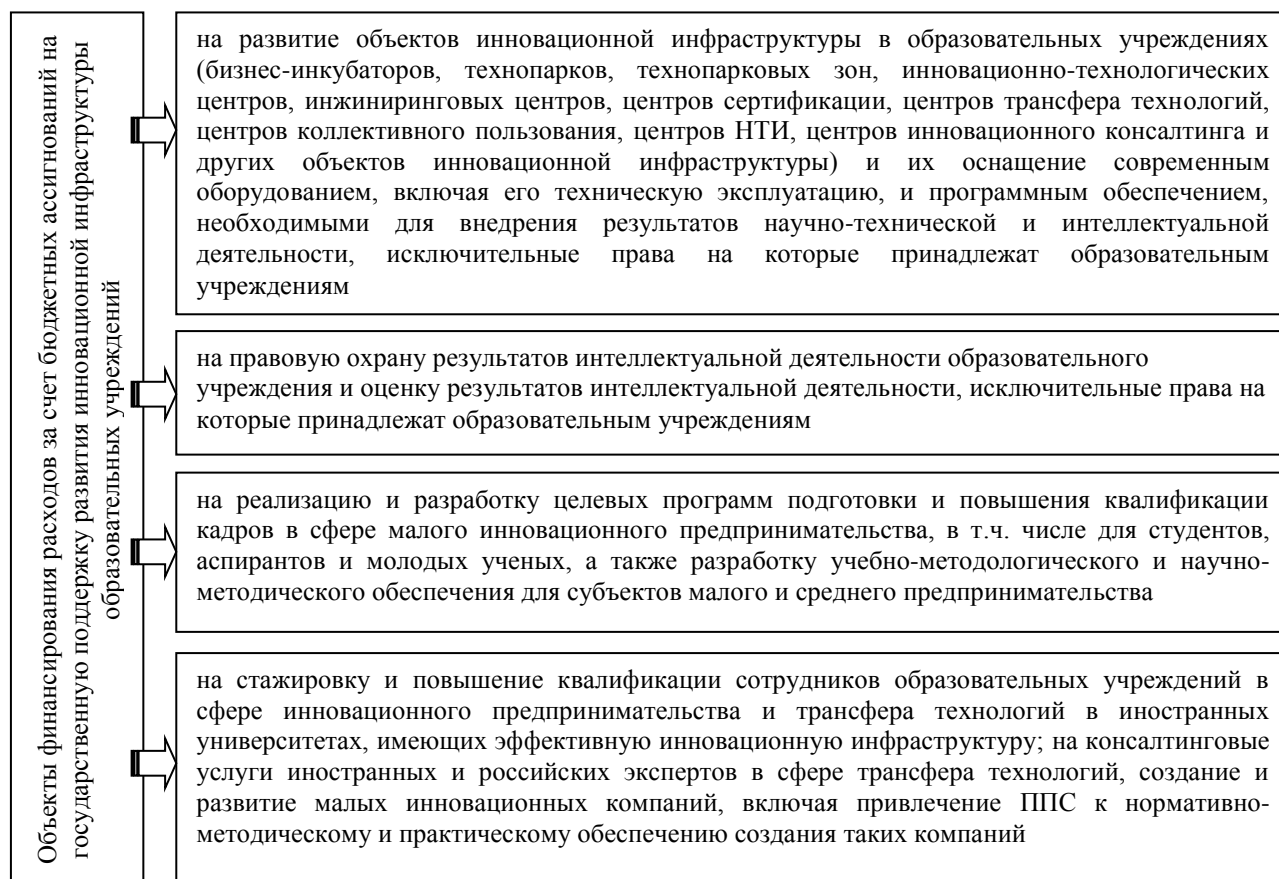 Объекты финансирования расходов за счет бюджетных ассигнований на
государственную поддержку развития инновационной инфраструктуры
образовательных учреждений
на развитие объектов инновационной инфраструктуры в образовательных учреждениях
(бизнес-инкубаторов, технопарков, технопарковых зон, инновационно-технологических
центров, инжиниринговых центров, центров сертификации, центров трансфера технологий,
центров коллективного пользования, центров НТИ, центров инновационного консалтинга и
других объектов инновационной инфраструктуры) и их оснащение современным
оборудованием, включая его техническую эксплуатацию, и программным обеспечением,
необходимыми для внедрения результатов научно-технической и интеллектуальной
деятельности, исключительные права на которые принадлежат образовательным
учреждениям
на правовую охрану результатов интеллектуальной деятельности образовательного
учреждения и оценку результатов интеллектуальной деятельности, исключительные права на
которые принадлежат образовательным учреждениям
на реализацию и разработку целевых программ подготовки и повышения квалификации
кадров в сфере малого инновационного предпринимательства, в т.ч. числе для студентов,
аспирантов и молодых ученых, а также разработку учебно-методологического и научно-
методического обеспечения для субъектов малого и среднего предпринимательства
на стажировку и повышение квалификации сотрудников образовательных учреждений в
сфере инновационного предпринимательства и трансфера технологий в иностранных
университетах, имеющих эффективную инновационную инфраструктуру; на консалтинговые
услуги иностранных и российских экспертов в сфере трансфера технологий, создание и
развитие малых инновационных компаний, включая привлечение ППС к нормативно-
методическому и практическому обеспечению создания таких компаний